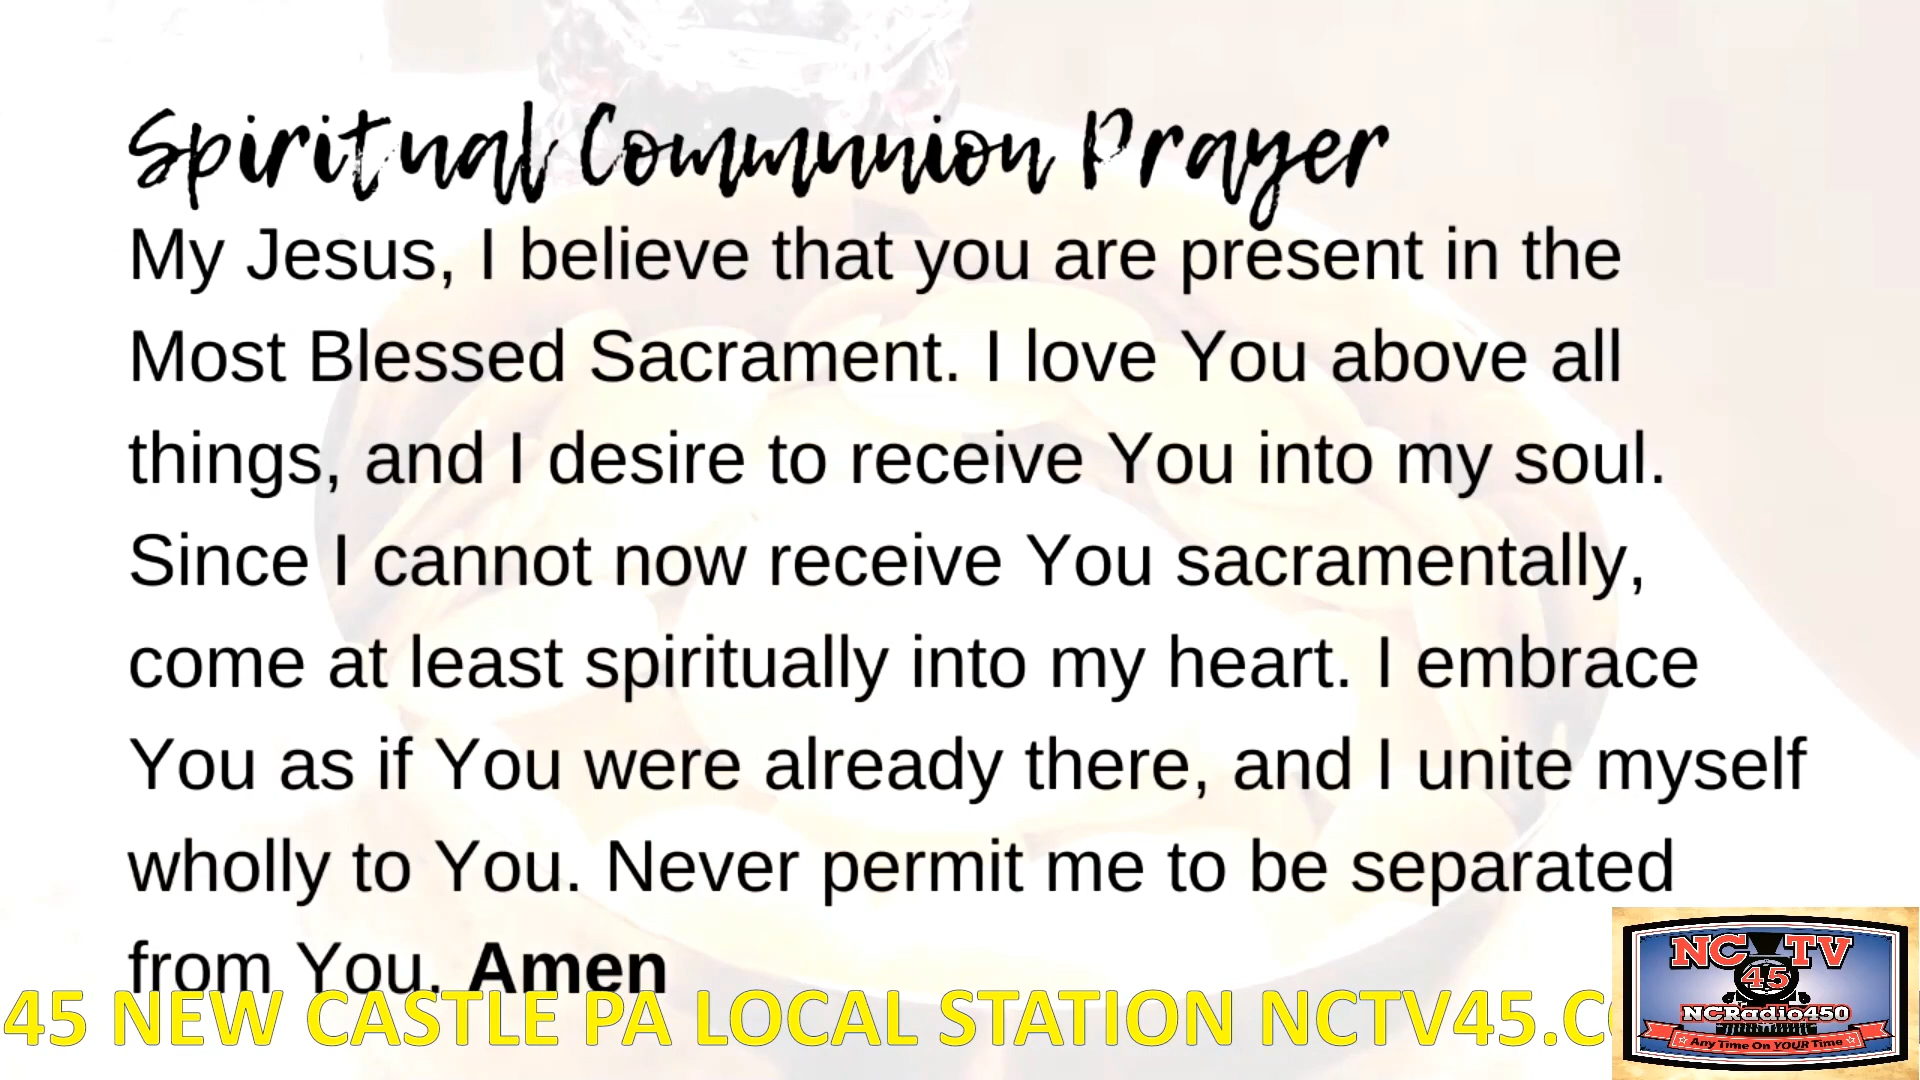 Spiritual Communion Prayer
My Jesus, I believe that you are present in the
Most Blessed Sacrament. I love You above all
things, and I desire to receive You into my soul.
Since I cannot now receive You sacramentally,
come at least spiritually into my heart. I embrace
You as if You were already there, and I unite myself
wholly to You. Never permit me to be separated
from You. Amen
45 NEW CASTLE PA LOCAL STATION NCTV45.C
NC TV
45
NCRadio450
Any Time On YOUR Time